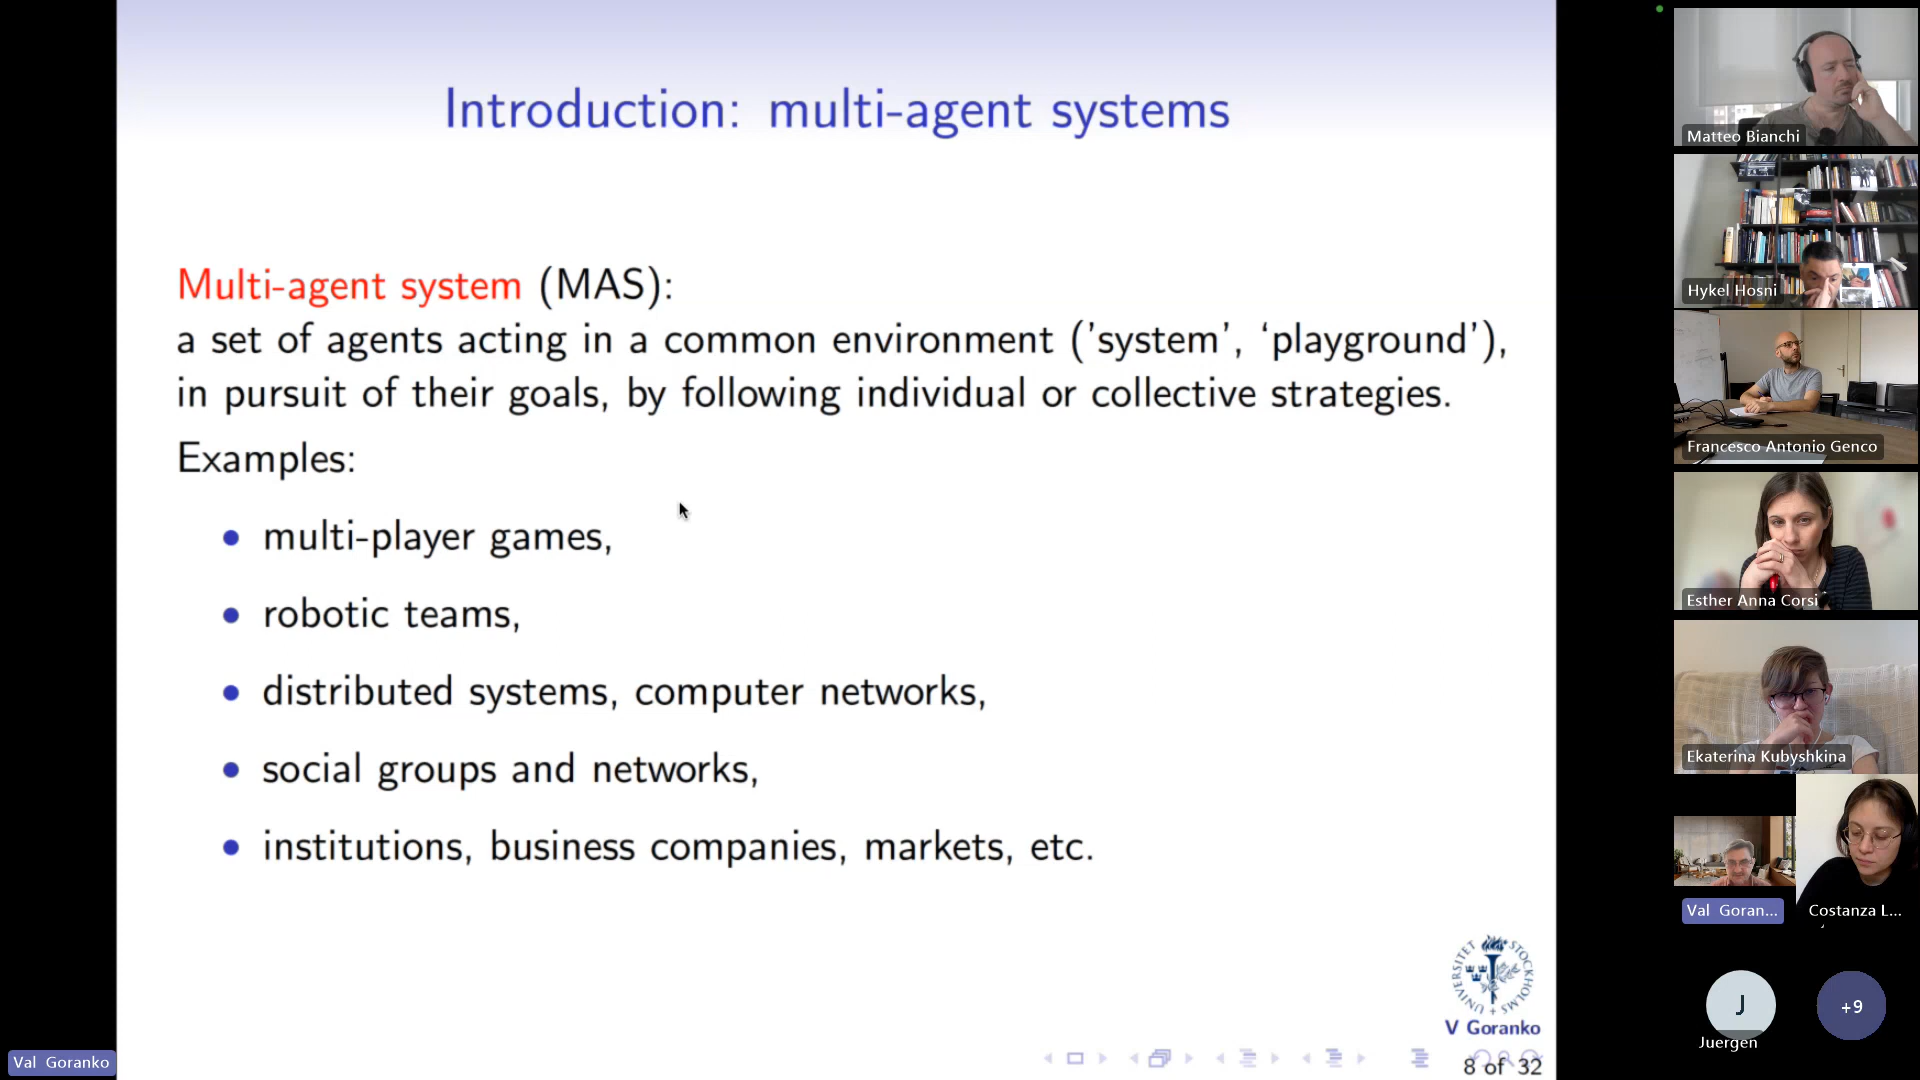 Introduction: multi-agent systems
Multi-agent system (MAS):
a set of agents acting in a common environment ('system', ‘playground’),
in pursuit of their goals, by following individual or collective strategies.
Examples:
• multi-player games,
• robotic teams,
• distributed systems, computer networks,
• social groups and networks,
• institutions, business companies, markets, etc.
STOCKHOLMS UNIVERSITET
V Goranko
8 of 32
Val Goranko
Matteo Bianchi
Hykel Hosni
Francesco Antonio Genco
Esther Anna Corsi
Ekaterina Kubyshkina
Val Goran...
Costanza L...
J
Juergen
+9